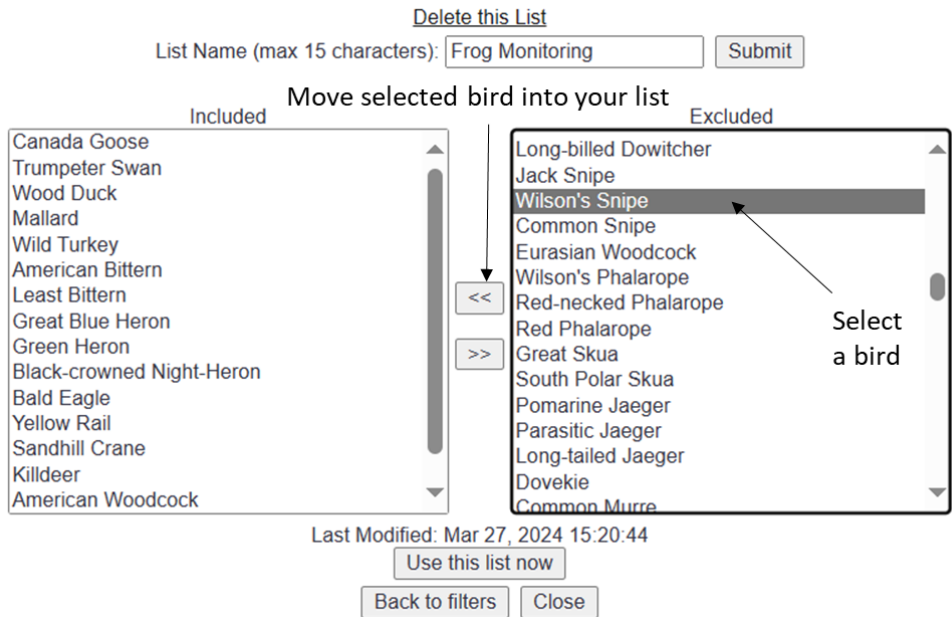 Delete this List
List Name (max 15 characters): Frog Monitoring Submit
Move selected bird into your list
Included
Excluded
Canada Goose
Trumpeter Swan
Wood Duck
Mallard
Wild Turkey
American Bittern
Least Bittern
Great Blue Heron
Green Heron
Black-crowned Night-Heron
Bald Eagle
Yellow Rail
Sandhill Crane
Killdeer
American Woodcock
<<
>>
Long-billed Dowitcher
Jack Snipe
Wilson's Snipe
Common Snipe
Eurasian Woodcock
Wilson's Phalarope
Red-necked Phalarope
Red Phalarope
Great Skua
South Polar Skua
Pomarine Jaeger
Parasitic Jaeger
Long-tailed Jaeger
Dovekie
Common Murre
Select
a bird
Last Modified: Mar 27, 2024 15:20:44
Use this list now
Back to filters Close